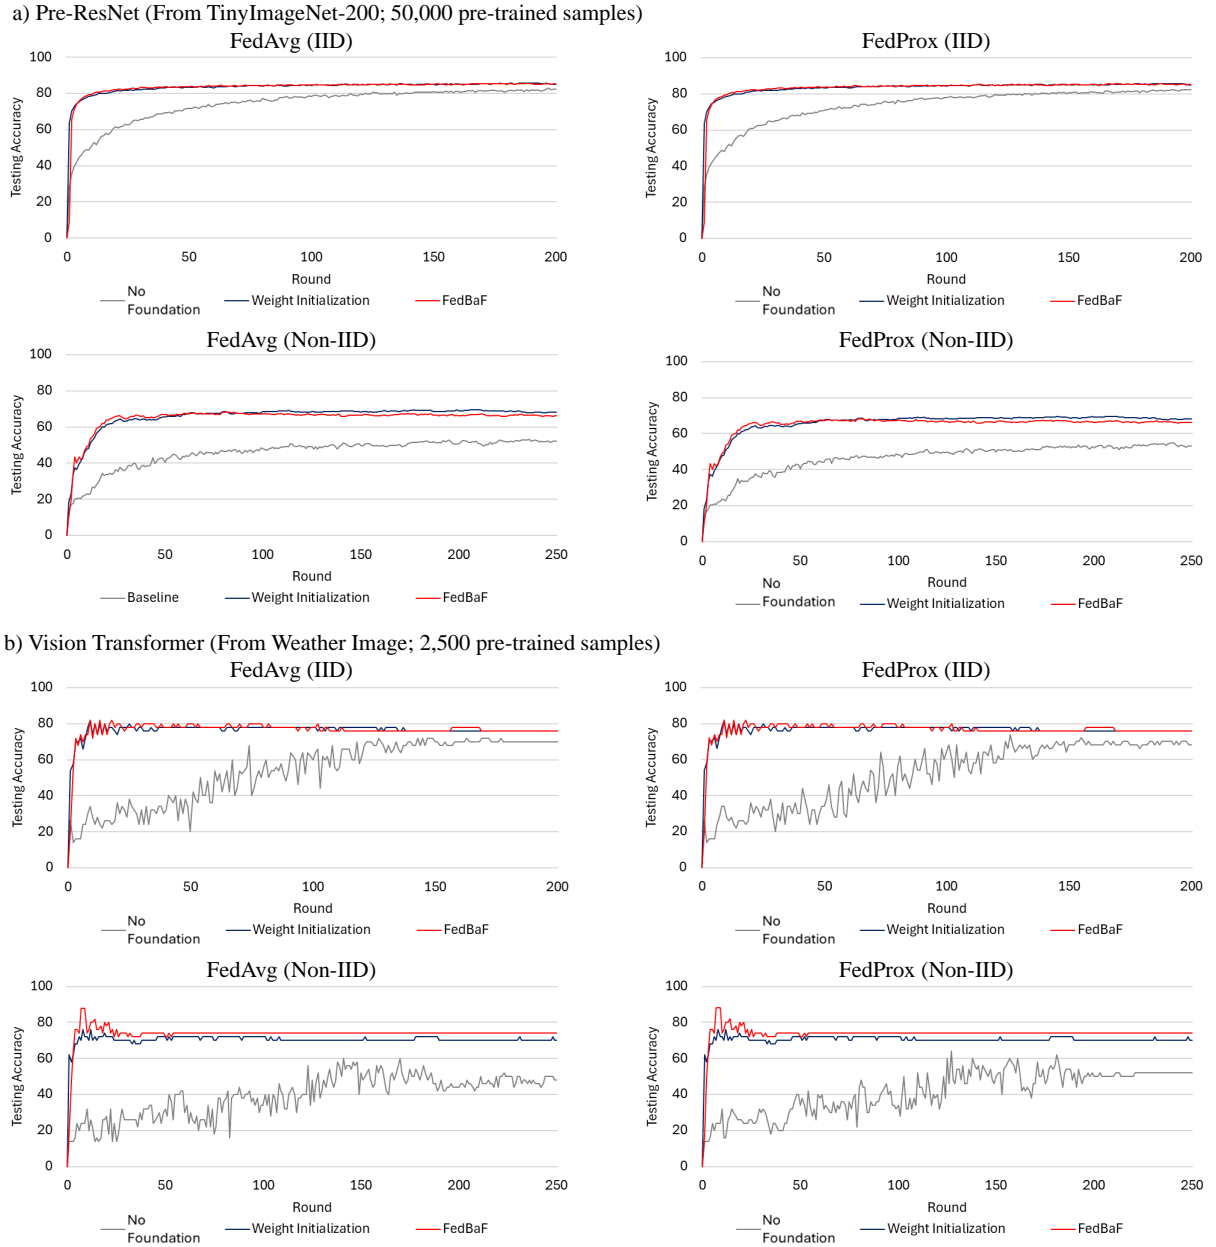 a) Pre-ResNet (From TinyImageNet-200; 50,000 pre-trained samples)
FedAvg (IID)
100
80
60
40
20
0
Testing Accuracy
0 50 100 150 200
Round
No Foundation
Weight Initialization
FedBaF
FedProx (IID)
100
80
60
40
20
0
Testing Accuracy
0 50 100 150 200
Round
No Foundation
Weight Initialization
FedBaF
FedAvg (Non-IID)
100
80
60
40
20
0
Testing Accuracy
0 50 100 150 200 250
Round
Baseline
Weight Initialization
FedBaF
FedProx (Non-IID)
100
80
60
40
20
0
Testing Accuracy
0 50 100 150 200 250
Round
No Foundation
Weight Initialization
FedBaF
b) Vision Transformer (From Weather Image; 2,500 pre-trained samples)
FedAvg (IID)
100
80
60
40
20
0
Testing Accuracy
0 50 100 150 200
Round
No Foundation
Weight Initialization
FedBaF
FedProx (IID)
100
80
60
40
20
0
Testing Accuracy
0 50 100 150 200
Round
No Foundation
Weight Initialization
FedBaF
FedAvg (Non-IID)
100
80
60
40
20
0
Testing Accuracy
0 50 100 150 200 250
Round
No Foundation
Weight Initialization
FedBaF
FedProx (Non-IID)
100
80
60
40
20
0
Testing Accuracy
0 50 100 150 200 250
Round
No Foundation
Weight Initialization
FedBaF